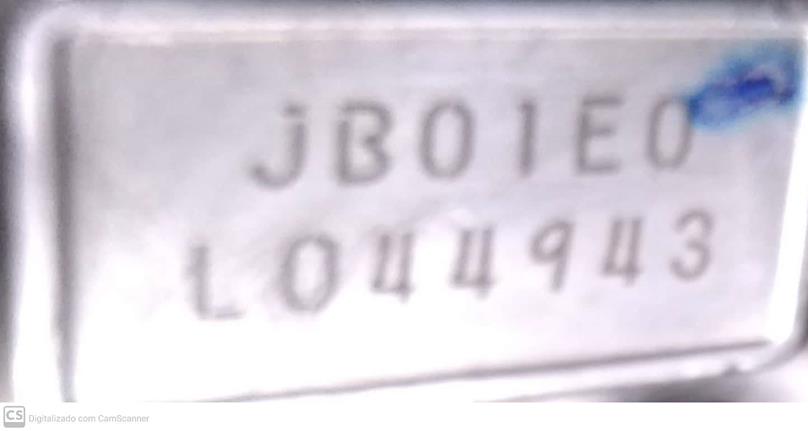 JB01E0
L044943
CS Digitalizado com CamScanner